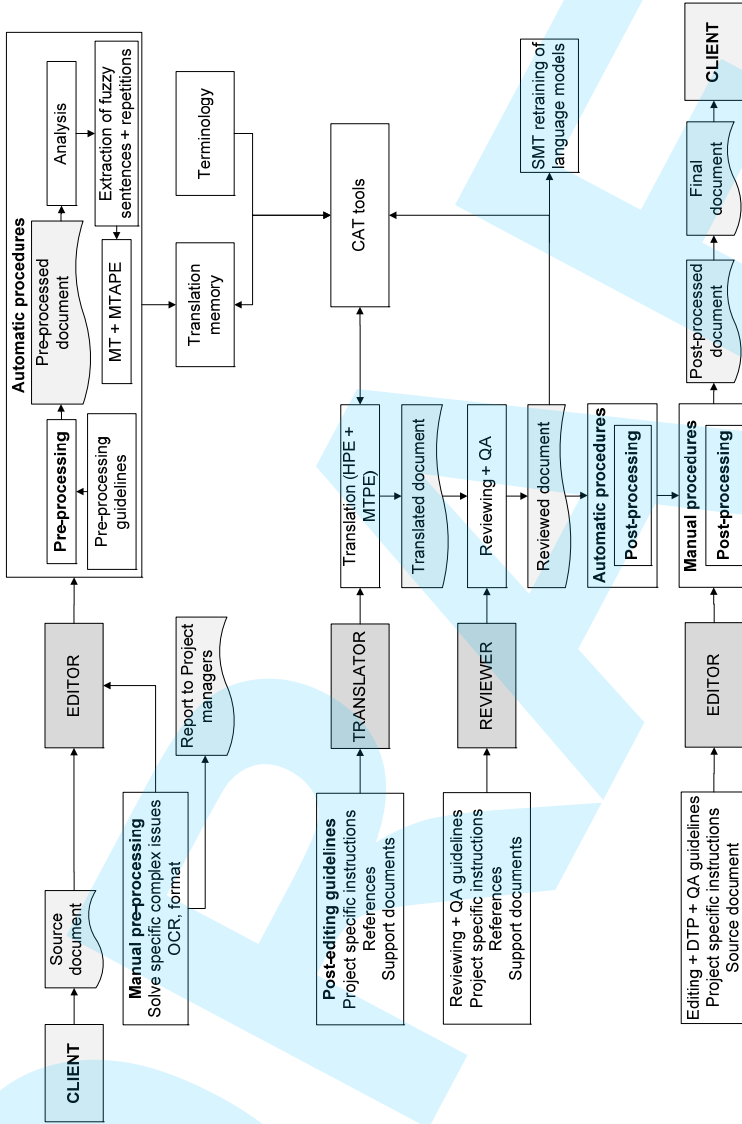 CLIENT
Source
document
EDITOR
Manual pre-processing
Solve specific complex issues
OCR, format
Report to Project
managers
Automatic procedures
Pre-processing
Pre-processing
guidelines
Pre-processed
document
Analysis
Extraction of fuzzy
sentences + repetitions
MT + MTAPE
Translation
memory
Terminology
CAT tools
Post-editing guidelines
Project specific instructions
References
Support documents
TRANSLATOR
Translation (HPE +
MTPE)
Translated document
Reviewing + QA guidelines
Project specific instructions
References
Support documents
REVIEWER
Reviewing + QA
Reviewed document
SMT retraining of
language models
Automatic procedures
Post-processing
Editing + DTP + QA guidelines
Project specific instructions
Source document
EDITOR
Manual procedures
Post-processing
Post-processed
document
Final
document
CLIENT